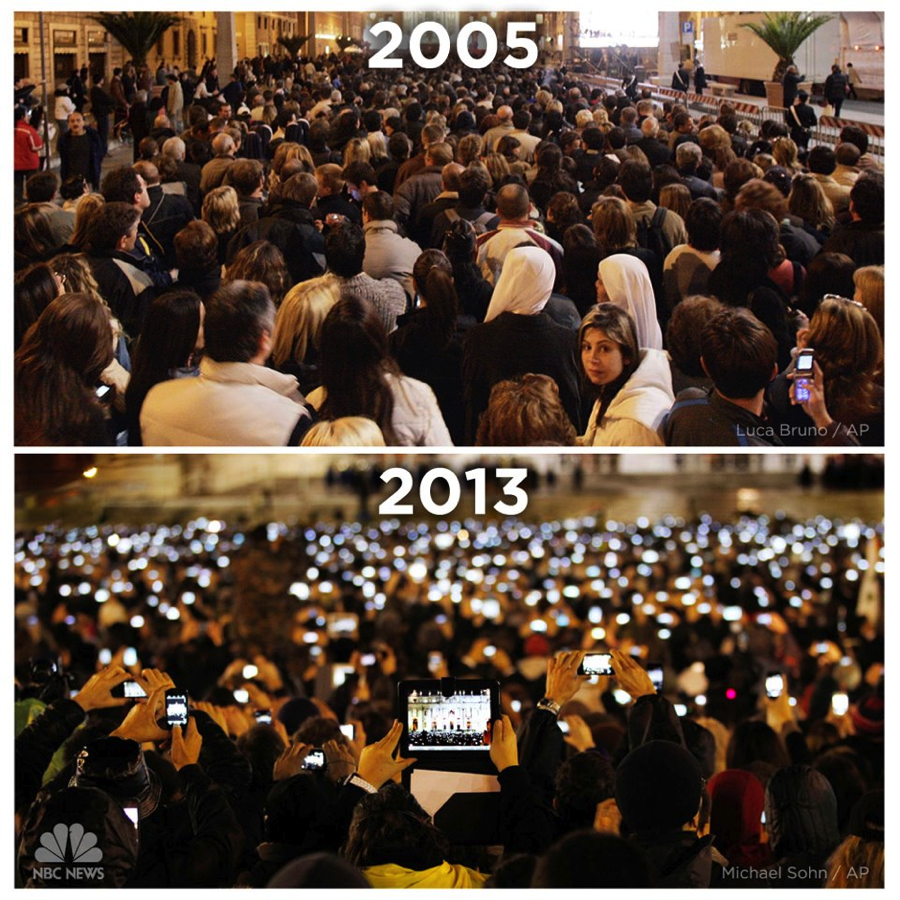 2005
P
Luca Bruno / AP
2013
NBC NEWS
Michael Sohn / AP